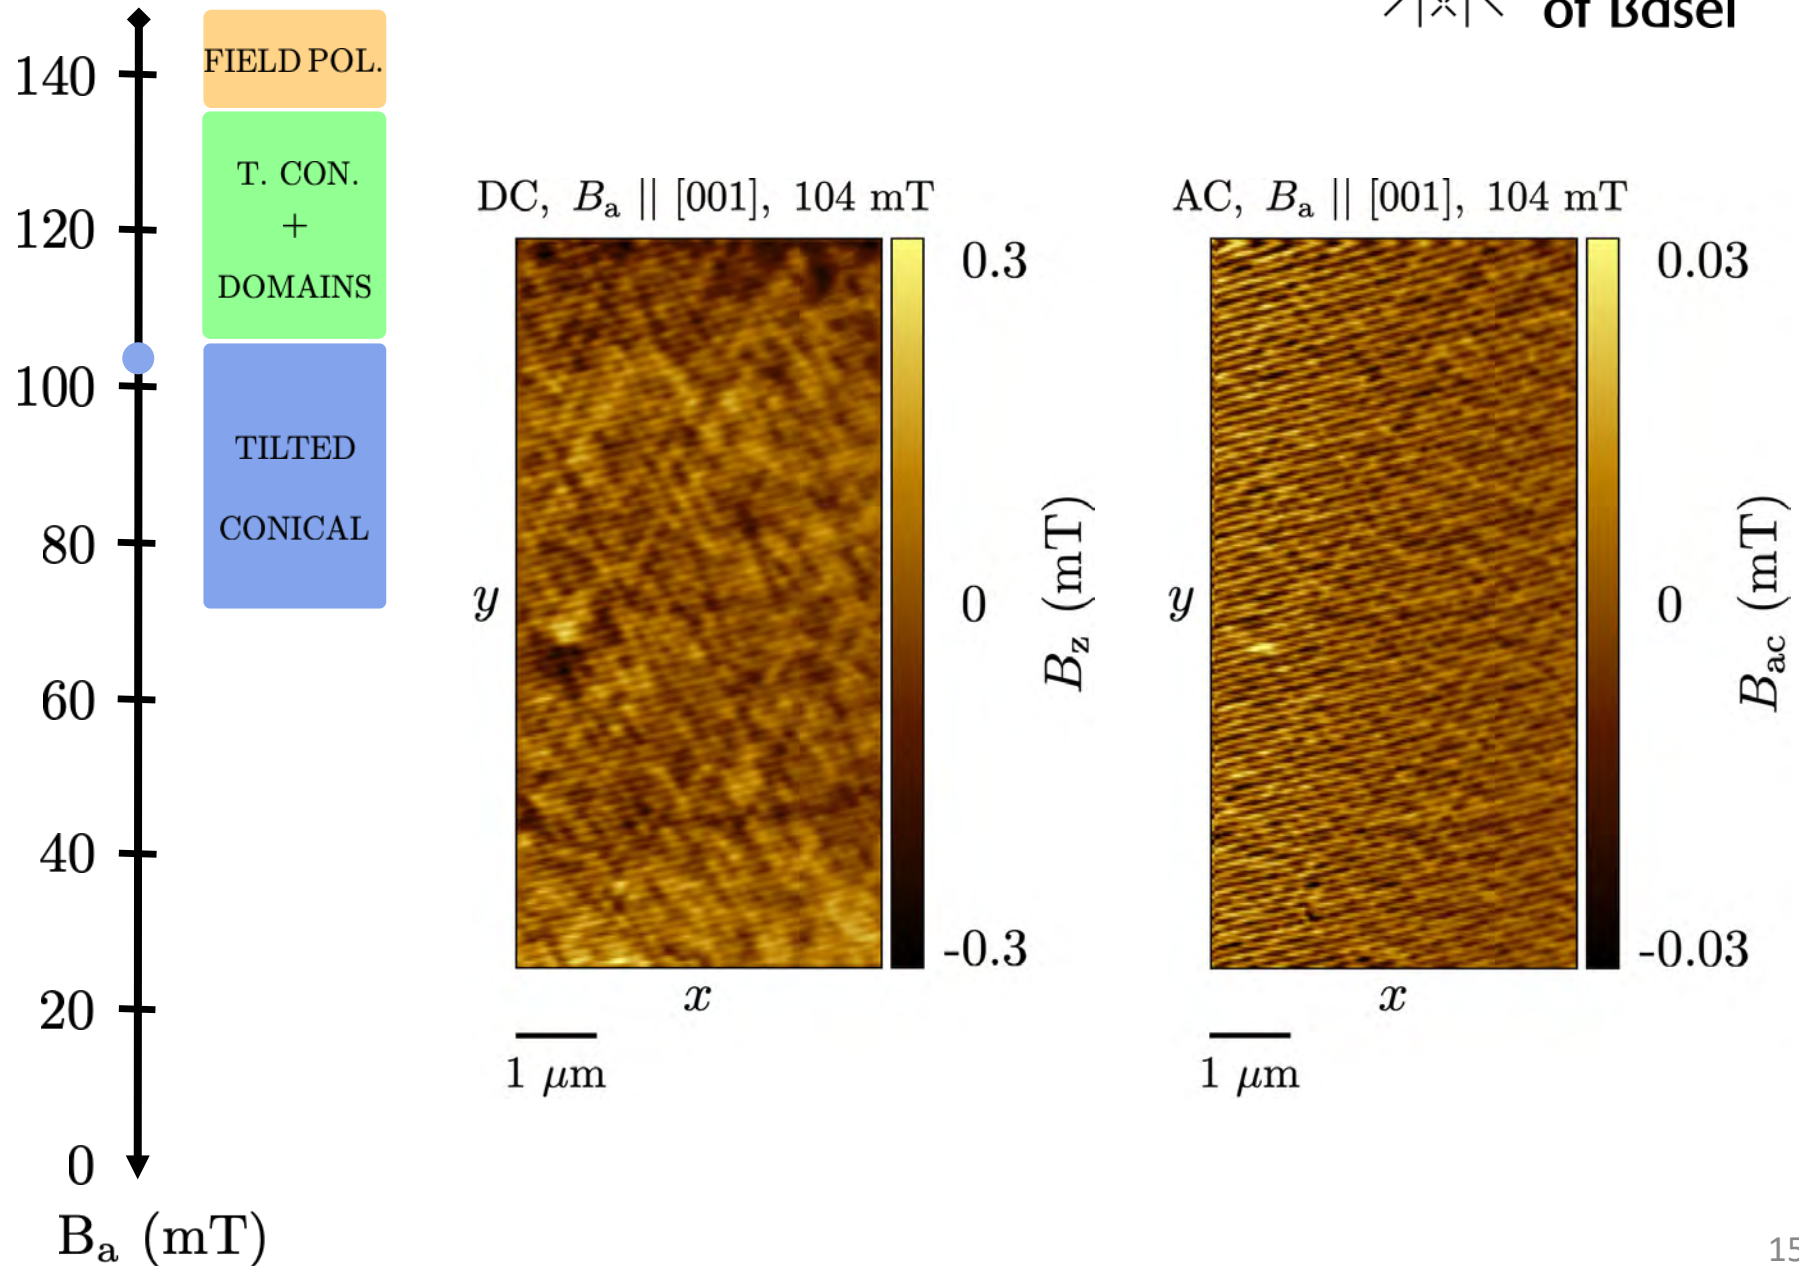 of Basel
FIELD POL.
140
T. CON.
+
DOMAINS
120
100
TILTED
CONICAL
80
60
40
20
0
Bₐ (mT)
DC, Bₐ || [001], 104 mT
0.3
0
-0.3
B_z (mT)
y
x
1 μm
AC, Bₐ || [001], 104 mT
0.03
0
-0.03
B_ac (mT)
y
x
1 μm
15